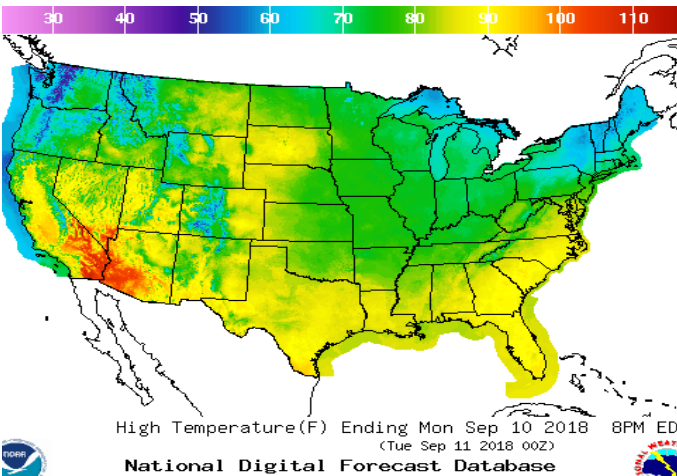 30 40 50 60 70 80 90 100 110
High Temperature(F) Ending Mon Sep 10 2018 8PM ED
(Tue Sep 11 2018 00Z)
National Digital Forecast Database
noaa